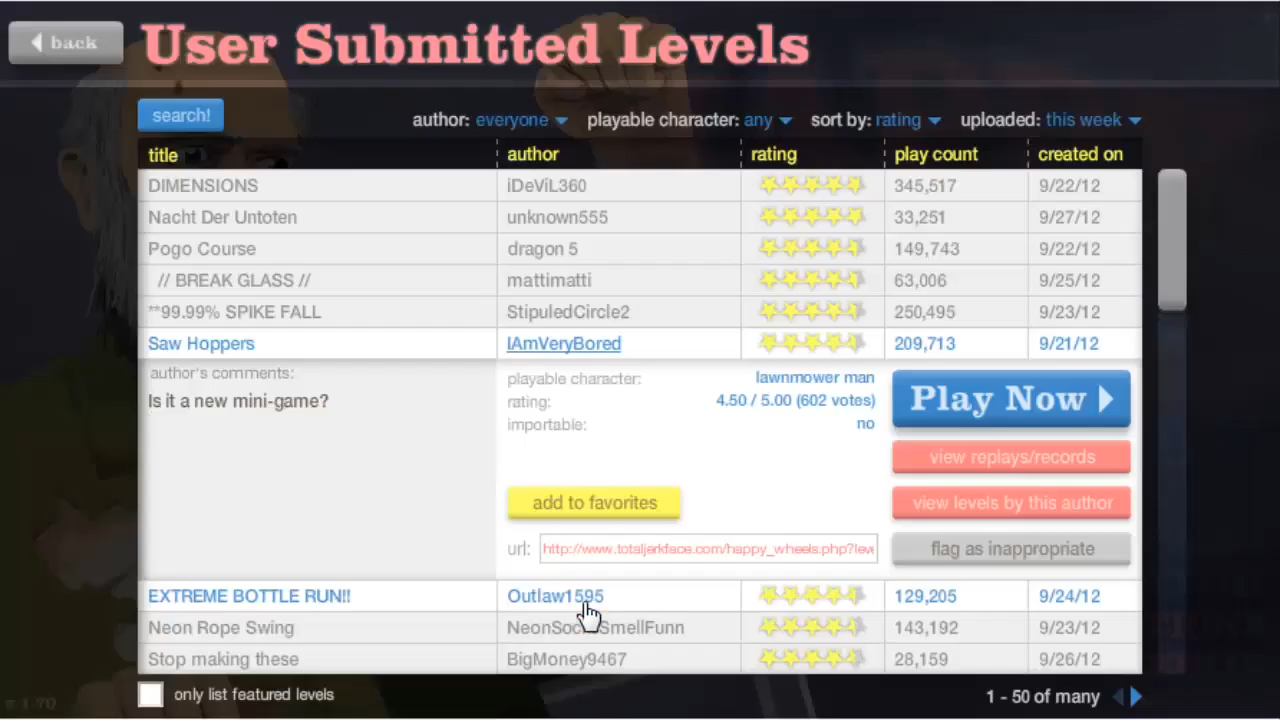 back
User Submitted Levels
search! author: everyone playable character: any sort by: rating uploaded: this week
title author rating play count created on
DIMENSIONS iDeViL360 345,517 9/22/12
Nacht Der Untoten unknown555 33,251 9/27/12
Pogo Course dragon 5 149,743 9/22/12
// BREAK GLASS // mattimatti 63,006 9/25/12
**99.99% SPIKE FALL StipuledCircle2 250,495 9/23/12
Saw Hoppers IAmVeryBored 209,713 9/21/12
author's comments:
Is it a new mini-game?
playable character: lawnmower man
rating: 4.50 / 5.00 (602 votes)
importable: no
add to favorites
url: http://www.totaljerkface.com/happy_wheels.php?leve
Play Now
view replays/records
view levels by this author
flag as inappropriate
EXTREME BOTTLE RUN!! Outlaw1595 129,205 9/24/12
Neon Rope Swing 143,192 9/23/12
Stop making these BigMoney9467 28,159 9/26/12
only list featured levels 1 - 50 of many
v 1.70